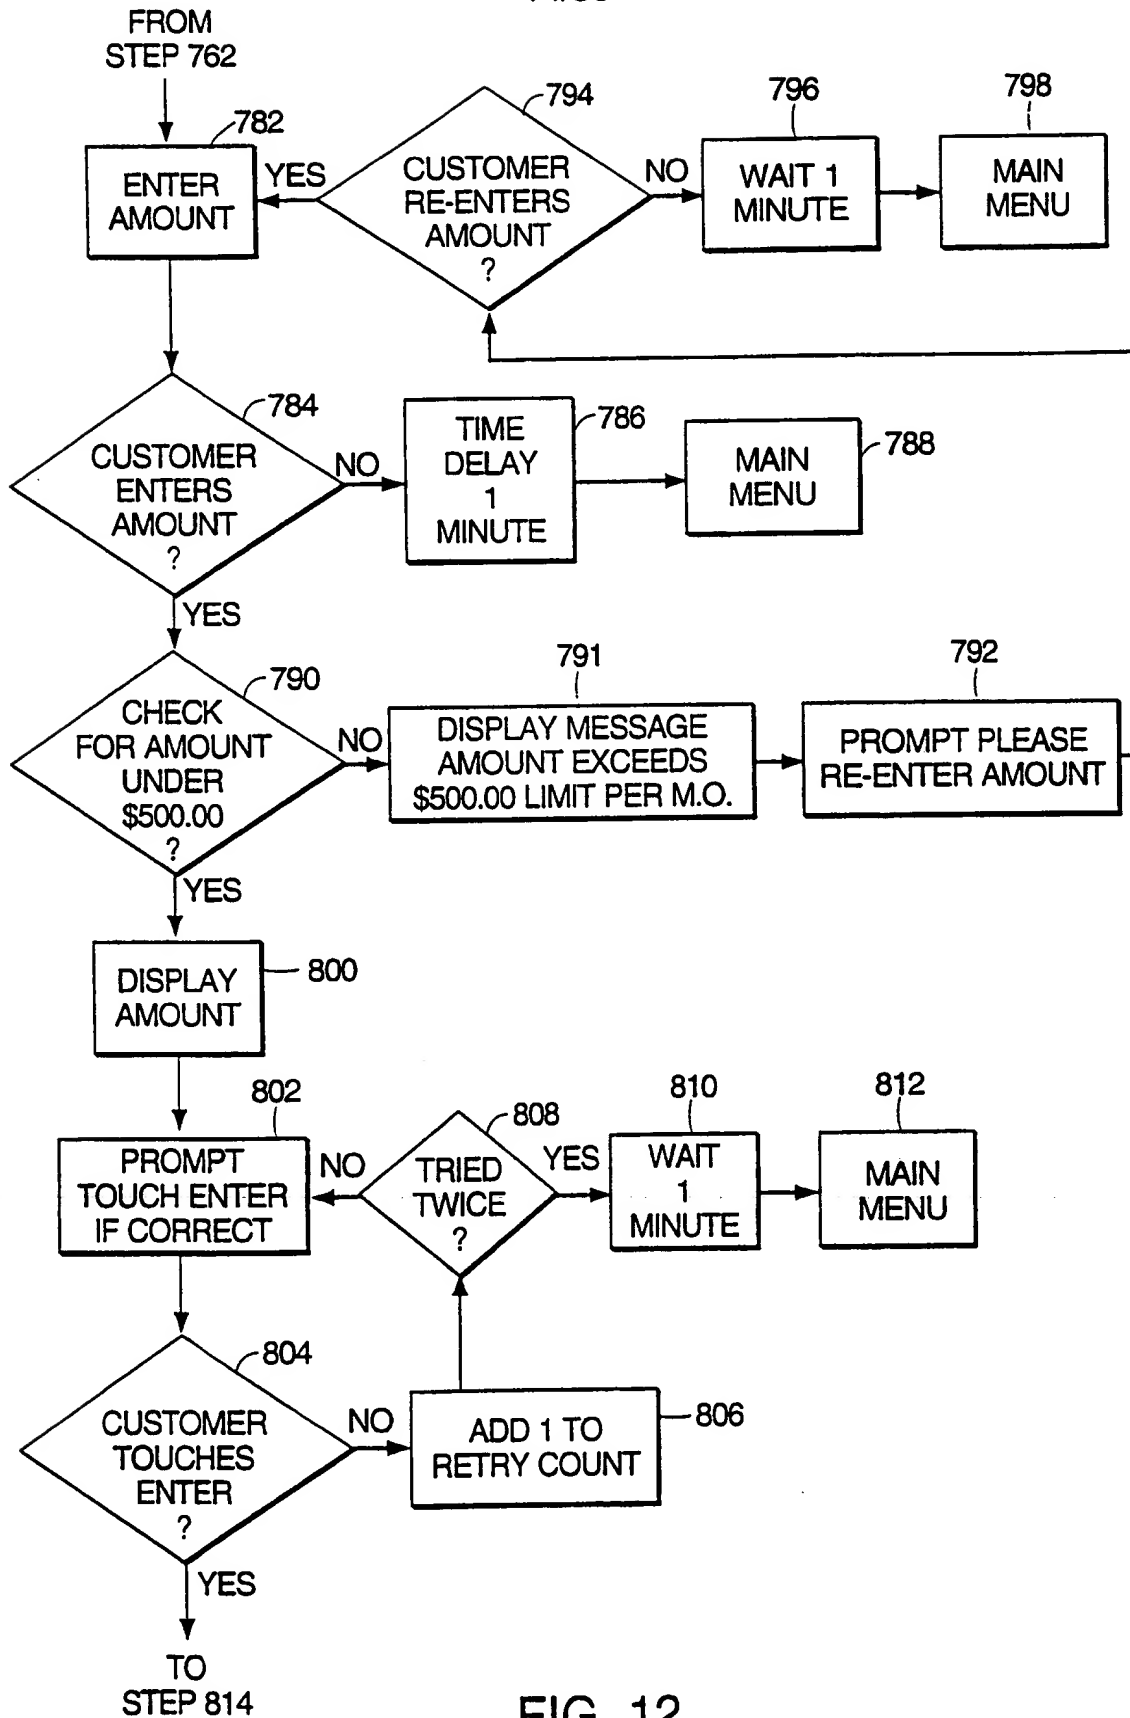 FROM
STEP 762
782
ENTER
AMOUNT
YES
794
CUSTOMER
RE-ENTERS
AMOUNT
?
NO
796
WAIT 1
MINUTE
798
MAIN
MENU
784
CUSTOMER
ENTERS
AMOUNT
?
NO
TIME
DELAY
1
MINUTE
786
MAIN
MENU
788
YES
790
CHECK
FOR AMOUNT
UNDER
$500.00
?
NO
791
DISPLAY MESSAGE
AMOUNT EXCEEDS
$500.00 LIMIT PER M.O.
792
PROMPT PLEASE
RE-ENTER AMOUNT
YES
DISPLAY
AMOUNT
800
802
PROMPT
TOUCH ENTER
IF CORRECT
NO
808
TRIED
TWICE
?
YES
810
WAIT
1
MINUTE
812
MAIN
MENU
804
CUSTOMER
TOUCHES
ENTER
?
NO
ADD 1 TO
RETRY COUNT
806
YES
TO
STEP 814
FIG. 12